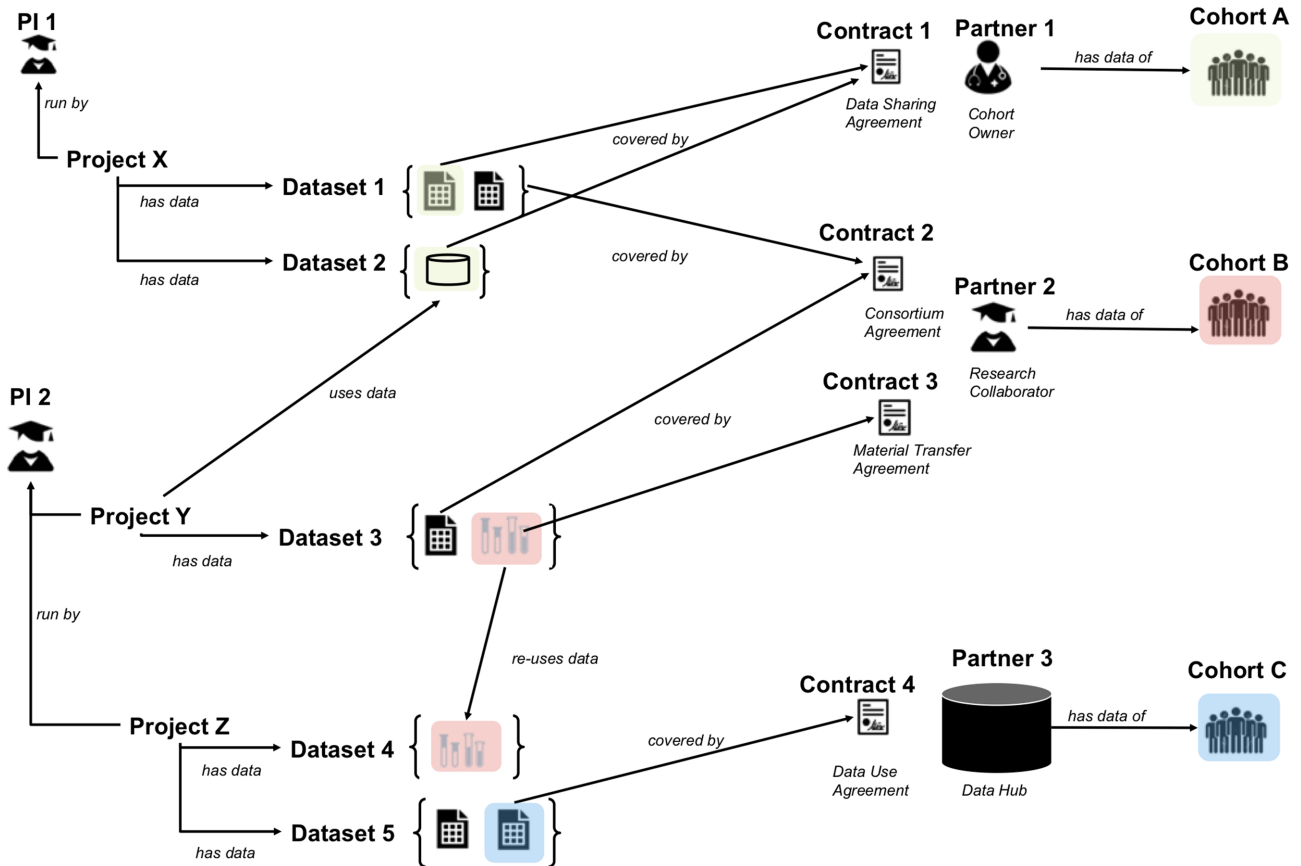 PI 1
Contract 1
Partner 1
Cohort A
has data of
run by
Data Sharing
Agreement
Cohort
Owner
covered by
Project X
Dataset 1
has data
Contract 2
Dataset 2
covered by
has data
Cohort B
Partner 2
Consortium
Agreement
has data of
Research
Collaborator
uses data
Contract 3
PI 2
covered by
Material Transfer
Agreement
Project Y
Dataset 3
has data
run by
re-uses data
Partner 3
Cohort C
Contract 4
has data of
Project Z
Dataset 4
covered by
has data
Data Use
Agreement
Data Hub
Dataset 5
has data